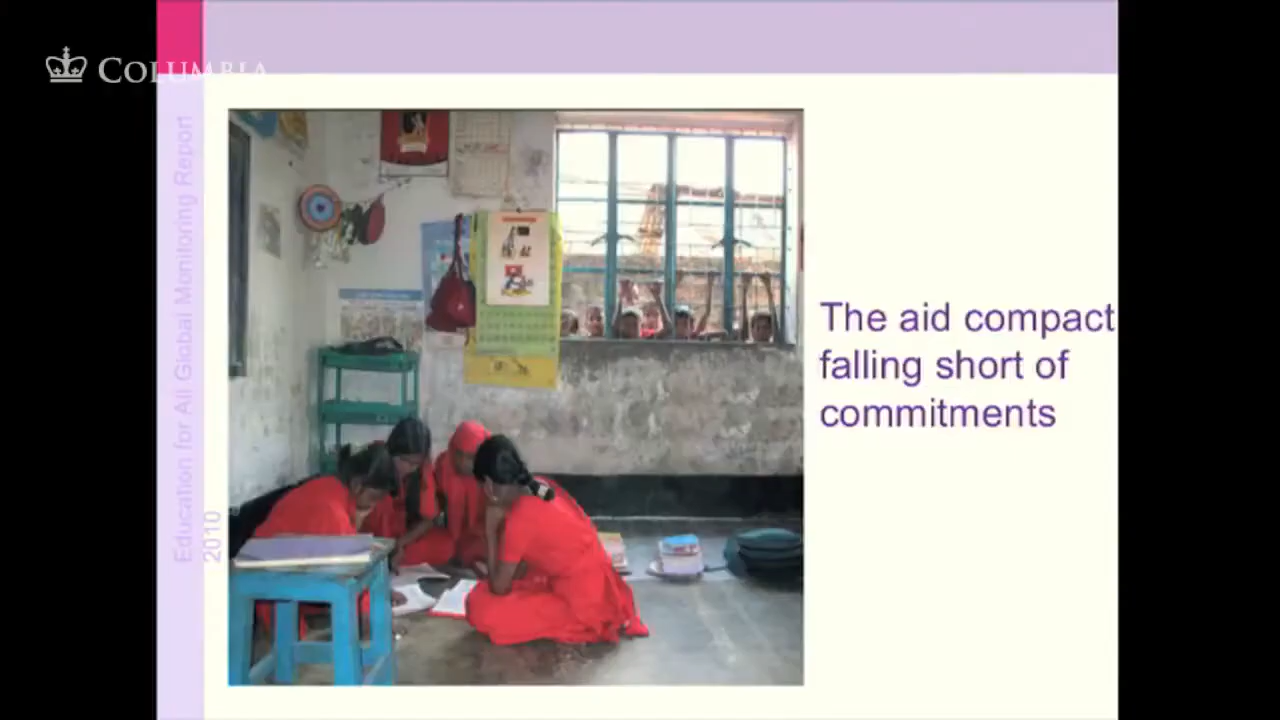 COLUMBIA
Education for All Global Monitoring Report
2010
The aid compact
falling short of
commitments